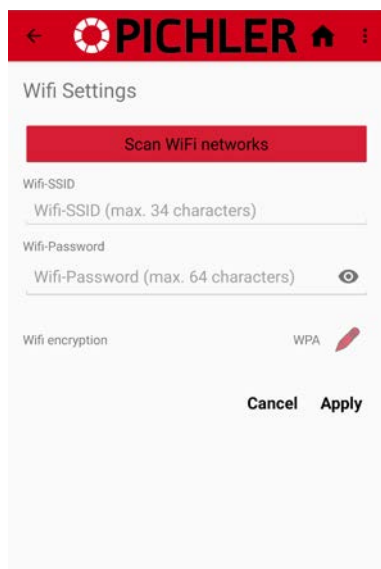 PICHLER
Wifi Settings
Scan WiFi networks
Wifi-SSID
Wifi-SSID (max. 34 characters)
Wifi-Password
Wifi-Password (max. 64 characters)
Wifi encryption WPA
Cancel Apply